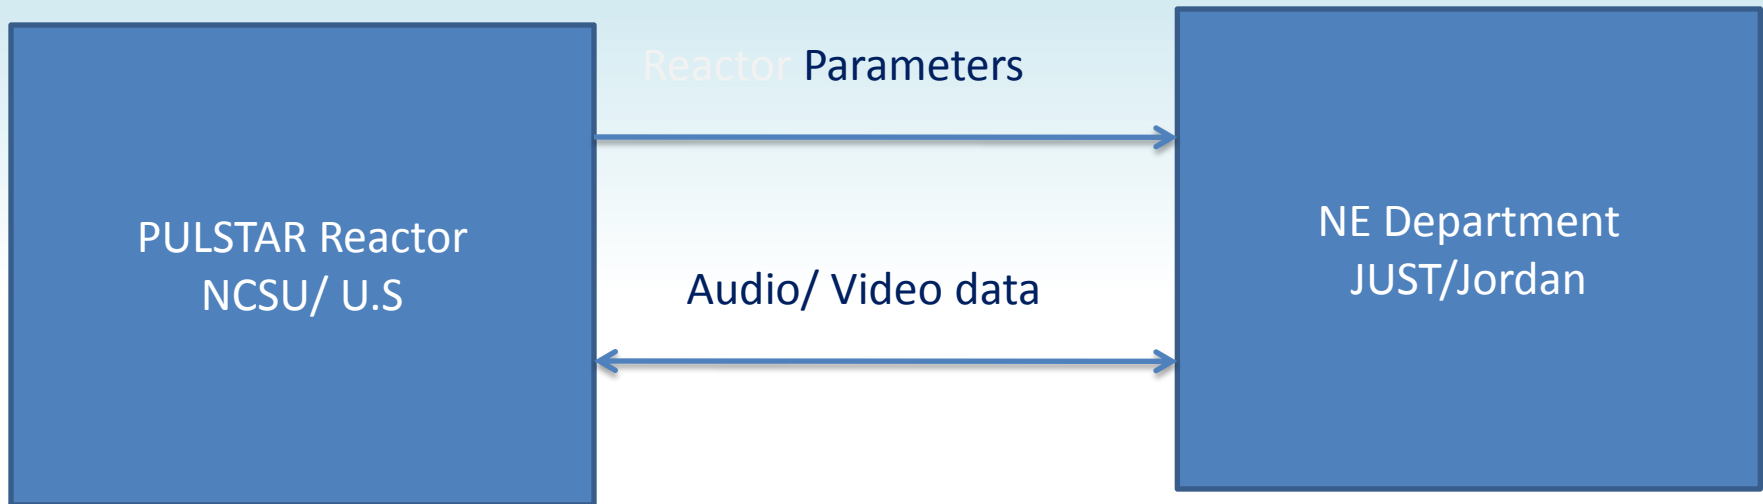 Reactor Parameters
PULSTAR Reactor
NCSU/ U.S
Audio/ Video data
NE Department
JUST/Jordan